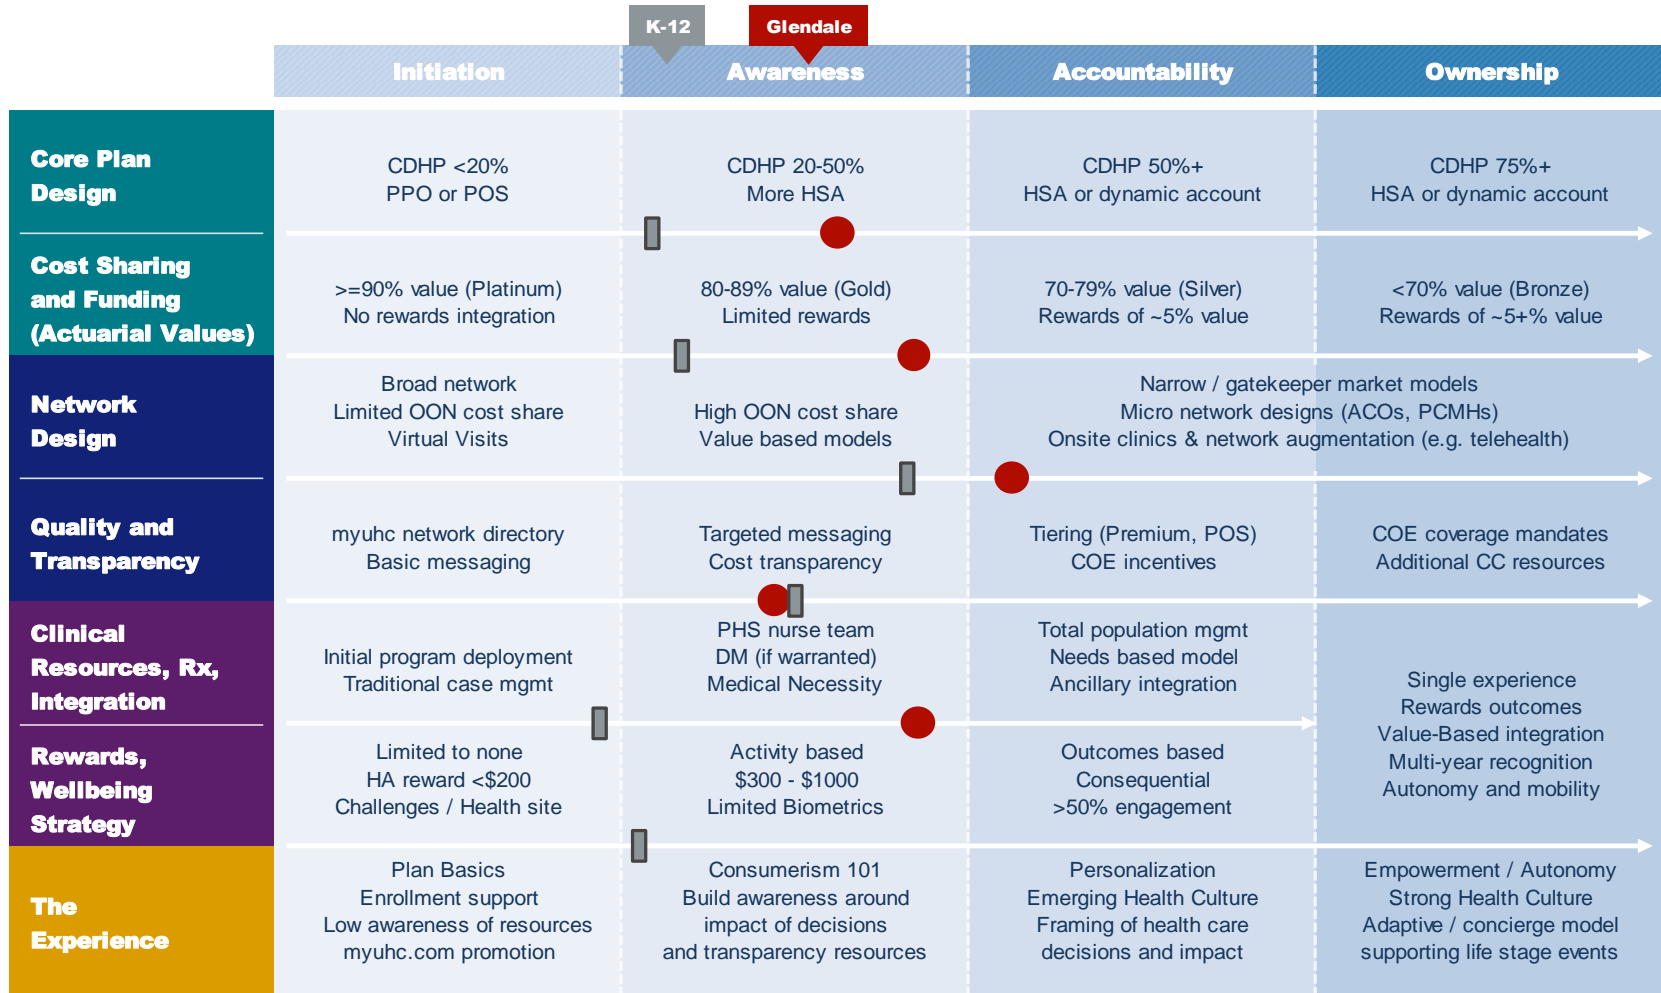 K-12
Glendale
Initiation
Awareness
Accountability
Ownership
Core Plan
Design
CDHP <20%
PPO or POS
CDHP 20-50%
More HSA
CDHP 50%+
HSA or dynamic account
CDHP 75%+
HSA or dynamic account
Cost Sharing
and Funding
(Actuarial Values)
>=90% value (Platinum)
No rewards integration
80-89% value (Gold)
Limited rewards
70-79% value (Silver)
Rewards of ~5% value
<70% value (Bronze)
Rewards of ~5+% value
Network
Design
Broad network
Limited OON cost share
Virtual Visits
High OON cost share
Value based models
Narrow / gatekeeper market models
Micro network designs (ACOs, PCMHs)
Onsite clinics & network augmentation (e.g. telehealth)
Quality and
Transparency
myuhc network directory
Basic messaging
Targeted messaging
Cost transparency
Tiering (Premium, POS)
COE incentives
COE coverage mandates
Additional CC resources
Clinical
Resources, Rx,
Integration
Initial program deployment
Traditional case mgmt
PHS nurse team
DM (if warranted)
Medical Necessity
Total population mgmt
Needs based model
Ancillary integration
Single experience
Rewards outcomes
Value-Based integration
Multi-year recognition
Autonomy and mobility
Rewards,
Wellbeing
Strategy
Limited to none
HA reward <$200
Challenges / Health site
Activity based
$300 - $1000
Limited Biometrics
Outcomes based
Consequential
>50% engagement
The
Experience
Plan Basics
Enrollment support
Low awareness of resources
myuhc.com promotion
Consumerism 101
Build awareness around
impact of decisions
and transparency resources
Personalization
Emerging Health Culture
Framing of health care
decisions and impact
Empowerment / Autonomy
Strong Health Culture
Adaptive / concierge model
supporting life stage events